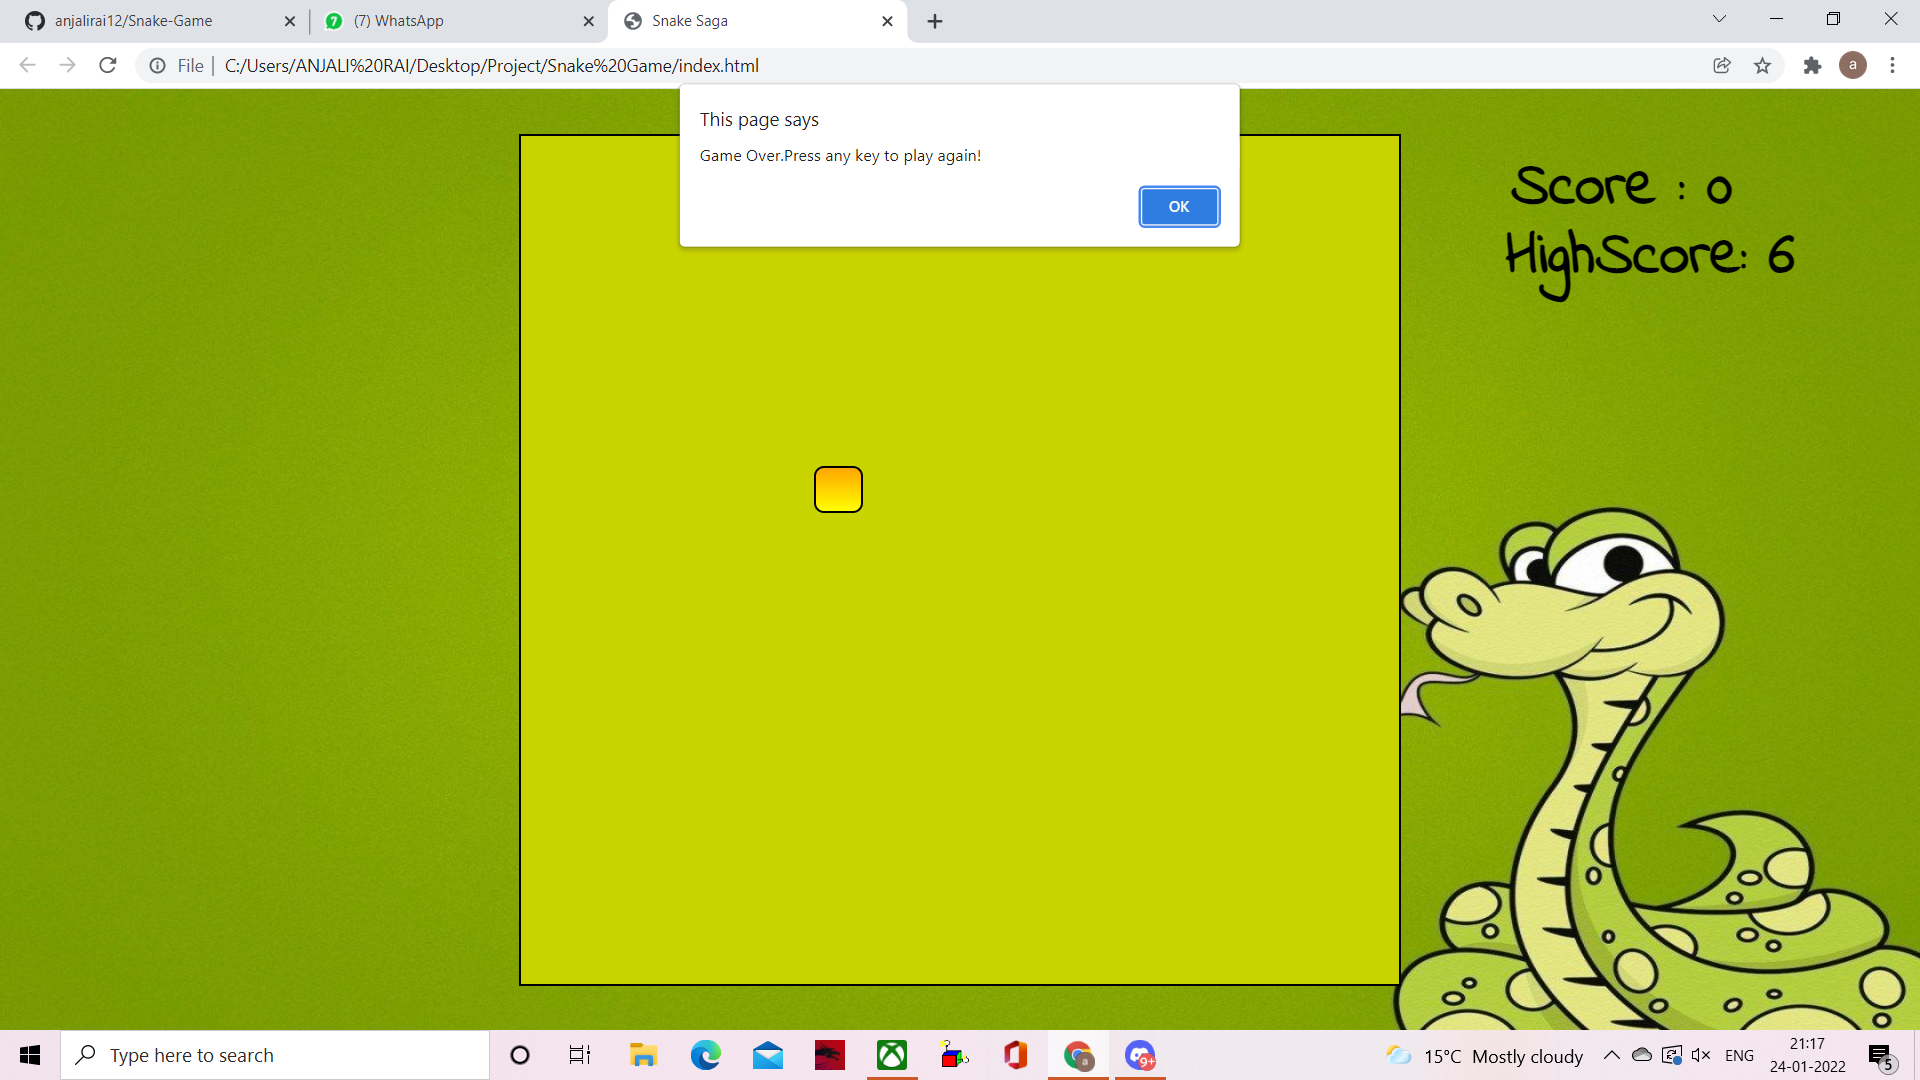 anjalirai12/Snake-Game
(7) WhatsApp
Snake Saga
File
C:/Users/ANJALI%20RAI/Desktop/Project/Snake%20Game/index.html
a
This page says
Game Over.Press any key to play again!
OK
Score : 0
HighScore: 6
Type here to search
a
9+
15°C Mostly cloudy
ENG
21:17
24-01-2022
5